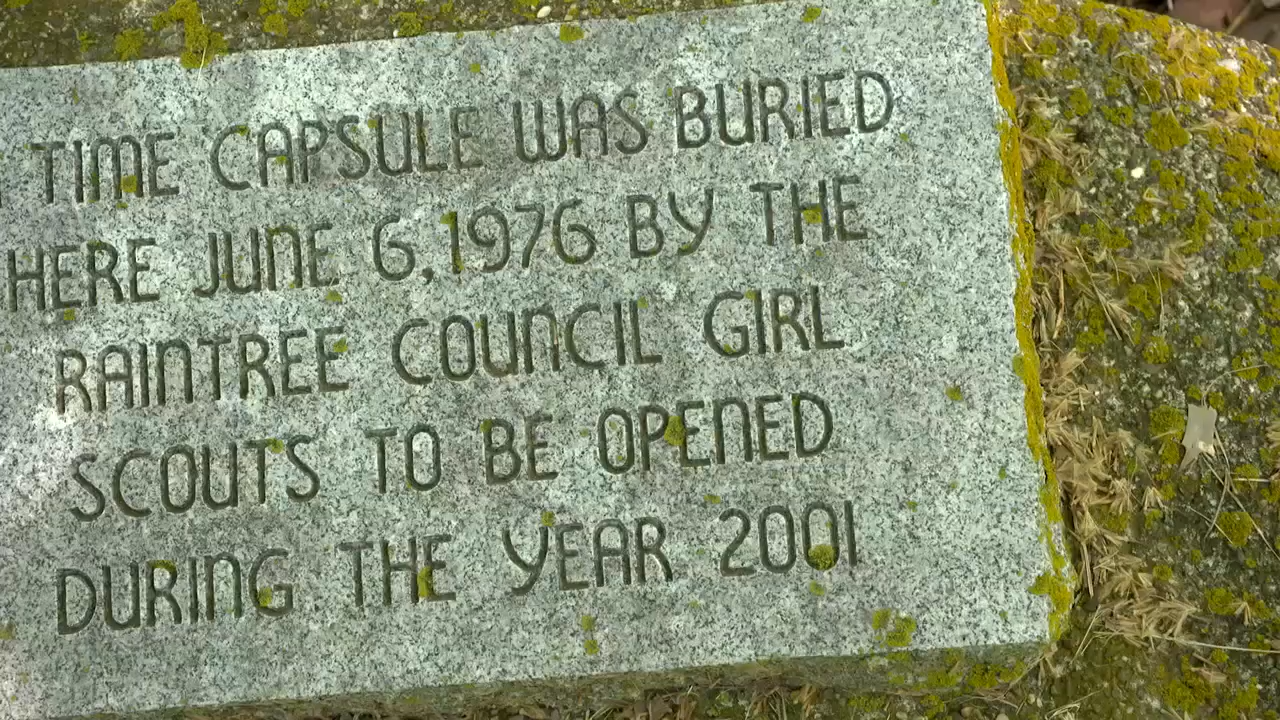 TIME CAPSULE WAS BURIED
HERE JUNE 6, 1976 BY THE
RAINTREE COUNCIL GIRL
SCOUTS TO BE OPENED
DURING THE YEAR 2001